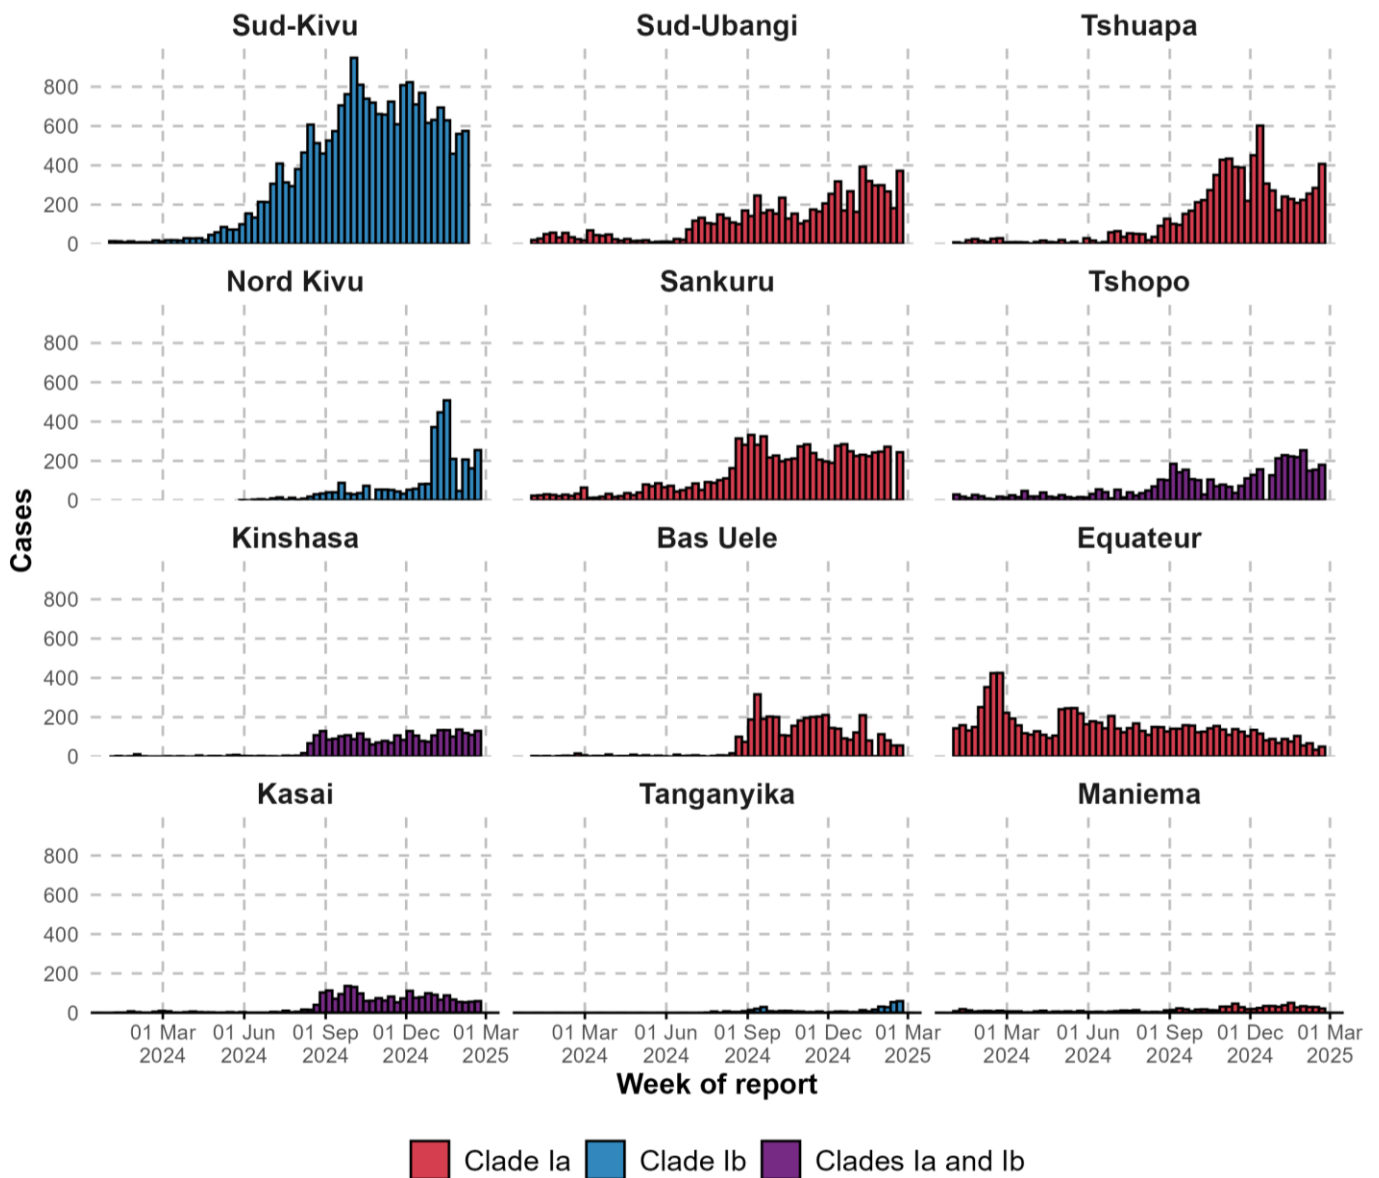 Sud-Kivu Sud-Ubangi Tshuapa
800
600
400
200
0
Nord Kivu Sankuru Tshopo
800
600
400
200
0
Kinshasa Bas Uele Equateur
800
600
400
200
0
Kasai Tanganyika Maniema
800
600
400
200
0
Cases
01 Mar 01 Jun 01 Sep 01 Dec 01 Mar 01 Mar 01 Jun 01 Sep 01 Dec 01 Mar 01 Mar 01 Jun 01 Sep 01 Dec 01 Mar
2024 2024 2024 2024 2025 2024 2024 2024 2024 2025 2024 2024 2024 2024 2025
Week of report
Clade Ia Clade Ib Clades Ia and Ib